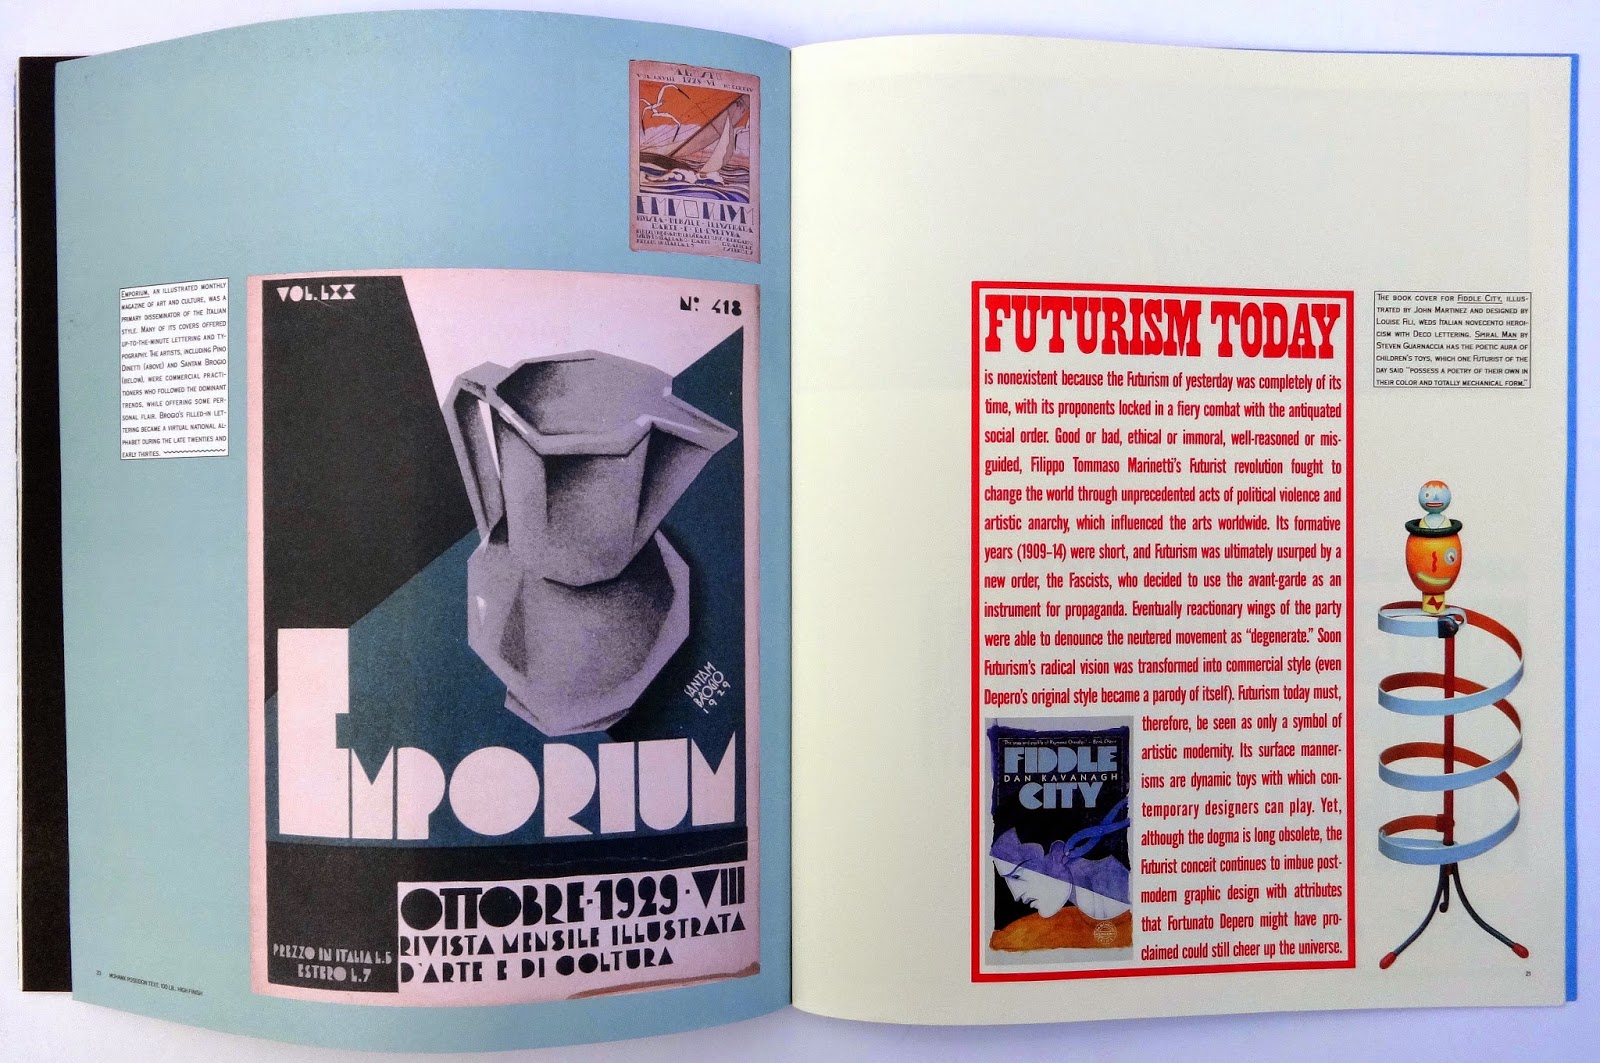 EMPORIUM, AN ILLUSTRATED MONTHLY
MAGAZINE OF ART AND CULTURE, WAS A
PRIMARY DISSEMINATOR OF THE ITALIAN
STYLE. MANY OF ITS COVERS OFFERED
UP-TO-THE-MINUTE LETTERING AND TY-
POGRAPHY. THE ARTISTS, INCLUDING PINO
DINETTI (ABOVE) AND SANTAM BROGIO
(BELOW), WERE COMMERCIAL PRACTI-
TIONERS WHO FOLLOWED THE DOMINANT
TRENDS, WHILE OFFERING SOME PER-
SONAL FLAIR. BROGIO'S FILLED-IN LET-
TERING BECAME A VIRTUAL NATIONAL AL-
PHABET DURING THE LATE TWENTIES AND
EARLY THIRTIES.
EMPORIVM
RIVISTA MENSILE ILLVSTRATA
D'ARTE E DI CVLTVRA
VOL. LXX
Nº 418
SANTAM
BROGIO
1929
EMPORIUM
OTTOBRE-1929-VIII
RIVISTA MENSILE ILLUSTRATA
D'ARTE E DI COLTURA
PREZZO IN ITALIA L.5
ESTERO L.7
20 MOHAWK POSEIDON TEXT, 100 LB., HIGH FINISH
FUTURISM TODAY
is nonexistent because the Futurism of yesterday was completely of its
time, with its proponents locked in a fiery combat with the antiquated
social order. Good or bad, ethical or immoral, well-reasoned or mis-
guided, Filippo Tommaso Marinetti's Futurist revolution fought to
change the world through unprecedented acts of political violence and
artistic anarchy, which influenced the arts worldwide. Its formative
years (1909–14) were short, and Futurism was ultimately usurped by a
new order, the Fascists, who decided to use the avant-garde as an
instrument for propaganda. Eventually reactionary wings of the party
were able to denounce the neutered movement as “degenerate.” Soon
Futurism's radical vision was transformed into commercial style (even
Depero's original style became a parody of itself). Futurism today must,
therefore, be seen as only a symbol of
artistic modernity. Its surface manner-
isms are dynamic toys with which con-
temporary designers can play. Yet,
although the dogma is long obsolete, the
Futurist conceit continues to imbue post-
modern graphic design with attributes
that Fortunato Depero might have pro-
claimed could still cheer up the universe.
FIDDLE
DAN KAVANAGH
CITY
THE BOOK COVER FOR FIDDLE CITY, ILLUS-
TRATED BY JOHN MARTINEZ AND DESIGNED BY
LOUISE FILI, WEDS ITALIAN NOVECENTO HEROI-
CISM WITH DECO LETTERING. SPIRAL MAN BY
STEVEN GUARNACCIA HAS THE POETIC AURA OF
CHILDREN'S TOYS, WHICH ONE FUTURIST OF THE
DAY SAID “POSSESS A POETRY OF THEIR OWN IN
THEIR COLOR AND TOTALLY MECHANICAL FORM.”
21